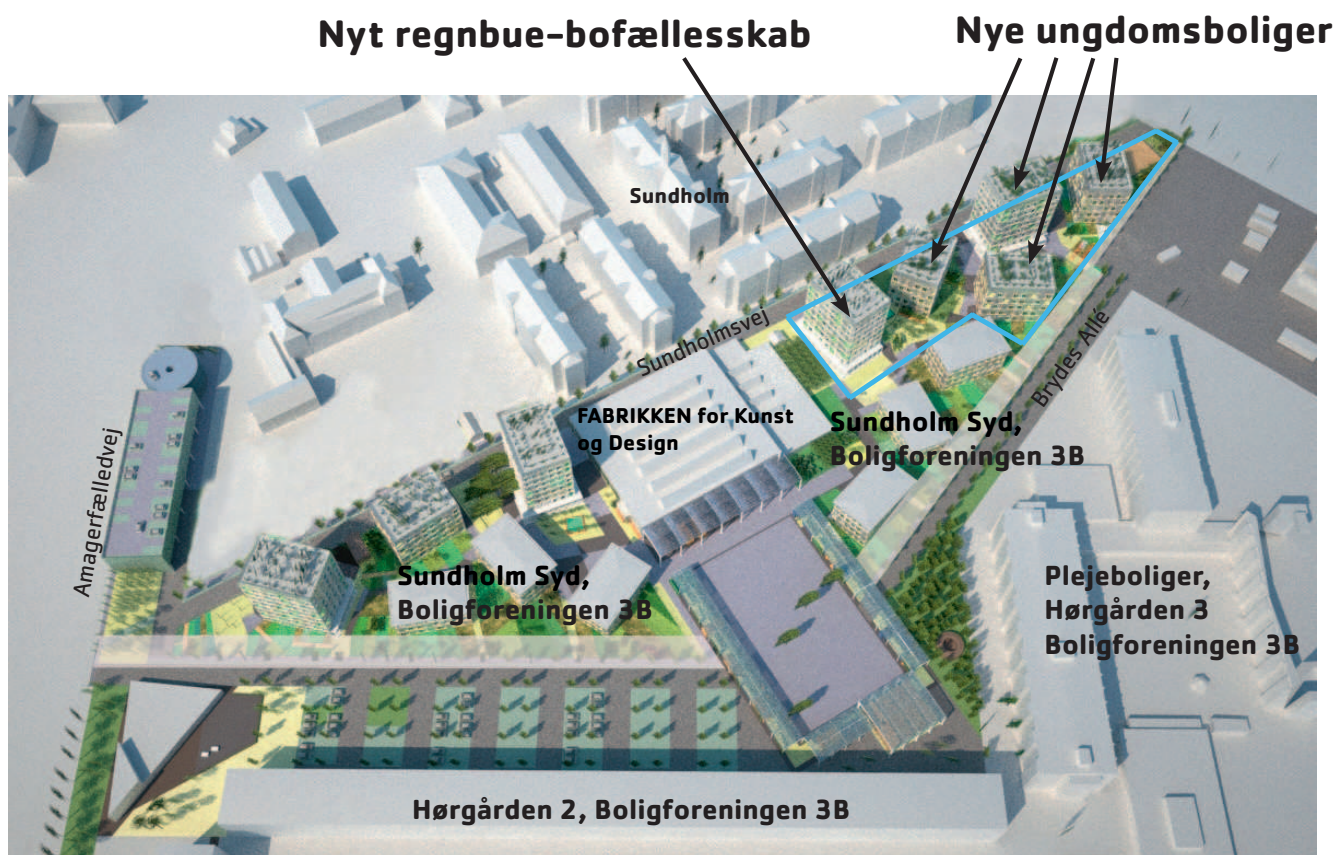 Nyt regnbue-bofællesskab
Nye ungdomsboliger
Sundholm
Sundholmsvej
Brydes Allé
FABRIKKEN for Kunst
og Design
Sundholm Syd,
Boligforeningen 3B
Amagerfælledvej
Sundholm Syd,
Boligforeningen 3B
Plejeboliger,
Hørgården 3
Boligforeningen 3B
Hørgården 2, Boligforeningen 3B